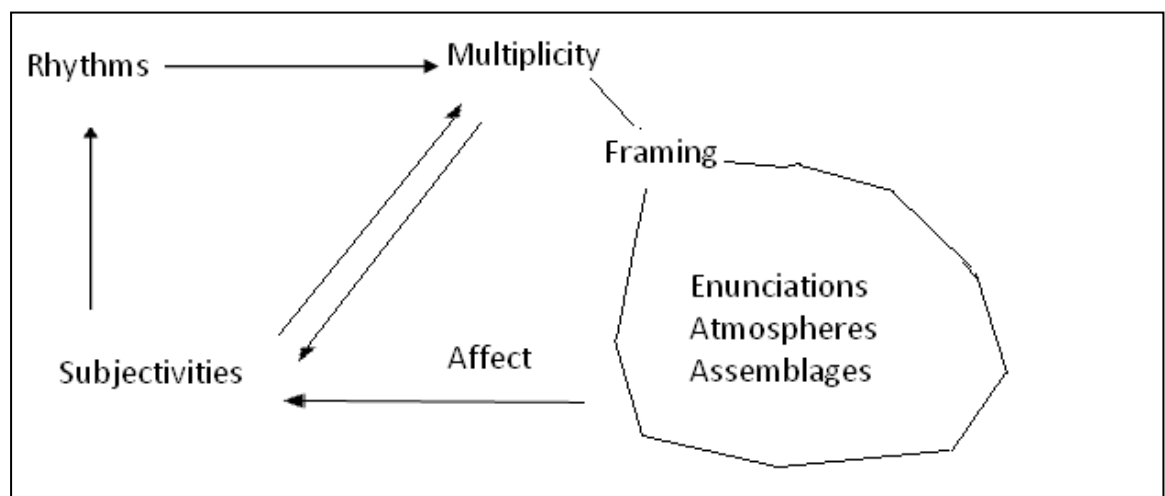 Rhythms
Multiplicity
Framing
Enunciations
Atmospheres
Assemblages
Affect
Subjectivities